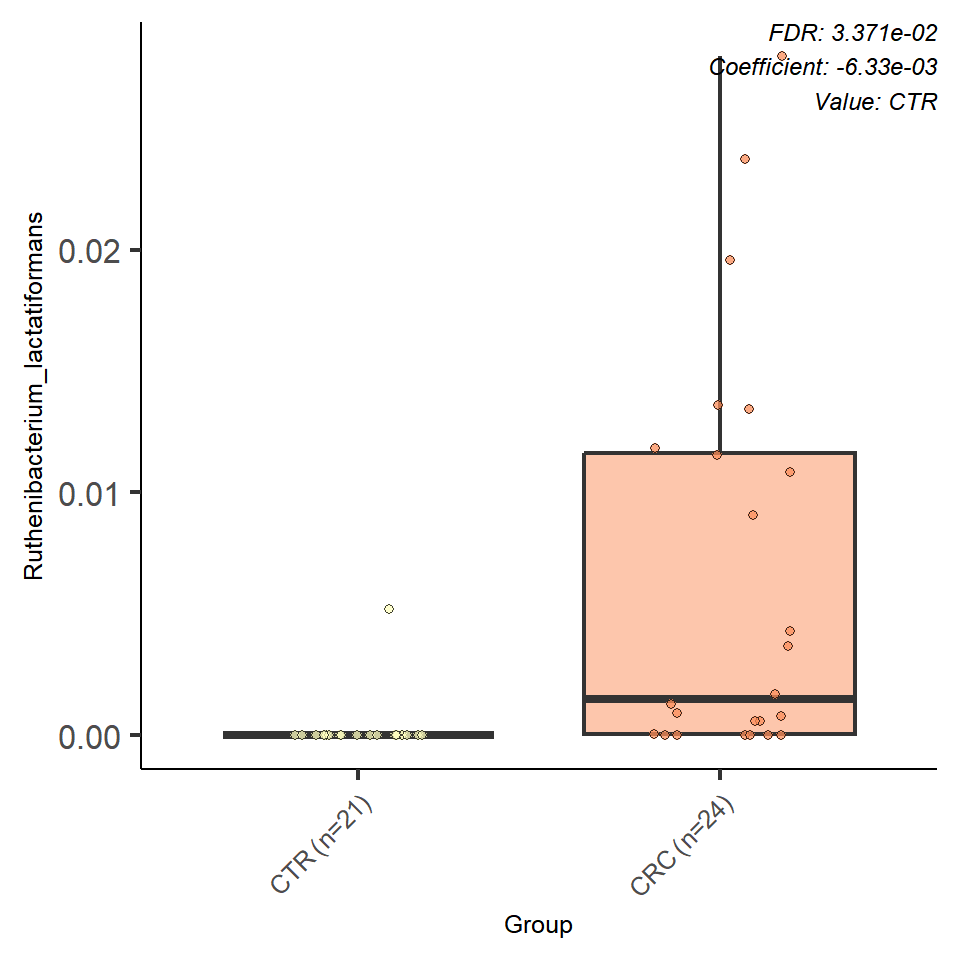 FDR: 3.371e-02
Coefficient: -6.33e-03
Value: CTR
Ruthenibacterium_lactatiformans
0.02
0.01
0.00
CTR (n=21)
CRC (n=24)
Group